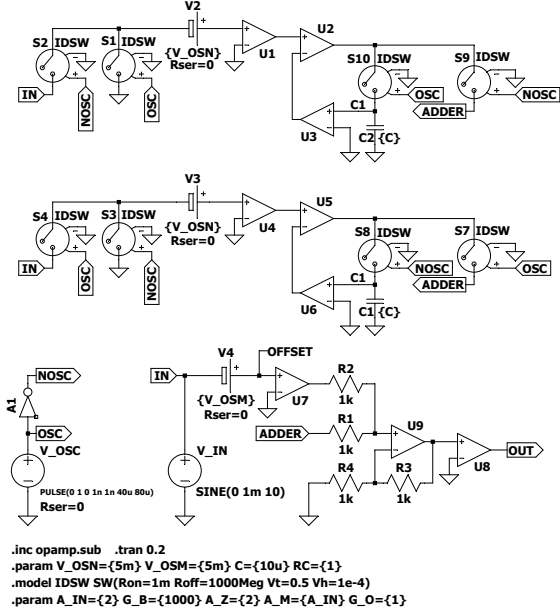 V2
S2 IDSW S1 IDSW
{V_OSN}
Rser=0
U1 U2
S10 IDSW S9 IDSW
IN
NOSC
OSC
OSC NOSC
C1
ADDER
U3
C2 {C}
V3
S4 IDSW S3 IDSW
{V_OSN}
Rser=0
U4 U5
S8 IDSW S7 IDSW
IN
OSC
NOSC
NOSC OSC
C1
ADDER
U6
C1 {C}
V4
OFFSET
NOSC
IN
R2
{V_OSM}
Rser=0
U7
1k
A1
OSC
ADDER
R1
U9
V_OSC
V_IN
1k
OUT
R4 R3
U8
PULSE(0 1 0 1n 1n 40u 80u)
SINE(0 1m 10)
1k 1k
Rser=0
.inc opamp.sub .tran 0.2
.param V_OSN={5m} V_OSM={5m} C={10u} RC={1}
.model IDSW SW(Ron=1m Roff=1000Meg Vt=0.5 Vh=1e-4)
.param A_IN={2} G_B={1000} A_Z={2} A_M={A_IN} G_O={1}